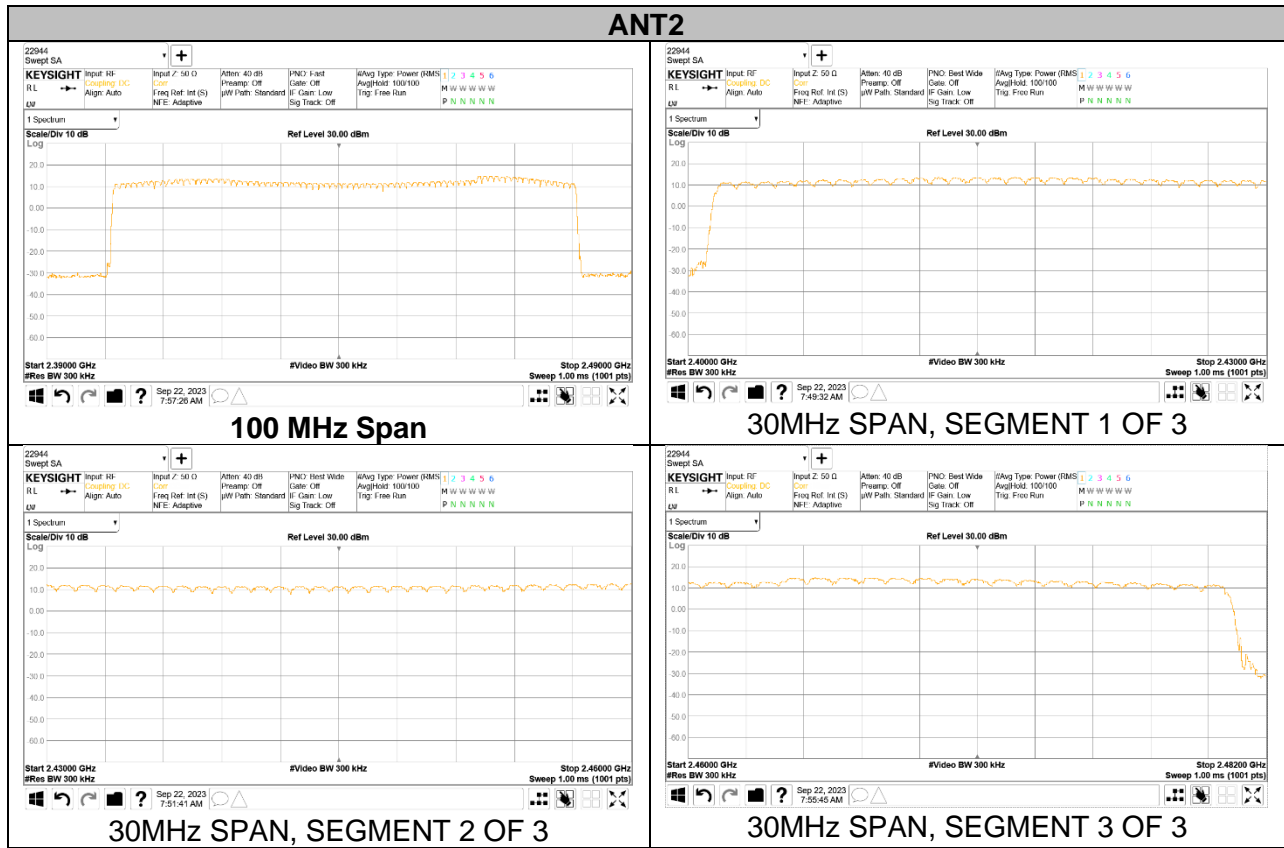 ANT2
22944
Swept SA
+
KEYSIGHT Input: RF Input Z: 50 Ω Atten: 40 dB PNO: Fast #Avg Type: Power (RMS 1 2 3 4 5 6
R L Coupling: DC Corr Preamp: Off Gate: Off Avg|Hold: 100/100 M W W W W W
Align: Auto Freq Ref: Int (S) µW Path: Standard IF Gain: Low Trig: Free Run
NFE: Adaptive Sig Track: Off P N N N N N
1 Spectrum
Scale/Div 10 dB Ref Level 30.00 dBm
Log
20.0
10.0
0.00
-10.0
-20.0
-30.0
-40.0
-50.0
-60.0
Start 2.39000 GHz #Video BW 300 kHz Stop 2.49000 GHz
#Res BW 300 kHz Sweep 1.00 ms (1001 pts)
? Sep 22, 2023
7:57:26 AM
100 MHz Span
22944
Swept SA
+
KEYSIGHT Input: RF Input Z: 50 Ω Atten: 40 dB PNO: Best Wide #Avg Type: Power (RMS 1 2 3 4 5 6
R L Coupling: DC Corr Preamp: Off Gate: Off Avg|Hold: 100/100 M W W W W W
Align: Auto Freq Ref: Int (S) µW Path: Standard IF Gain: Low Trig: Free Run
NFE: Adaptive Sig Track: Off P N N N N N
1 Spectrum
Scale/Div 10 dB Ref Level 30.00 dBm
Log
20.0
10.0
0.00
-10.0
-20.0
-30.0
-40.0
-50.0
-60.0
Start 2.40000 GHz #Video BW 300 kHz Stop 2.43000 GHz
#Res BW 300 kHz Sweep 1.00 ms (1001 pts)
? Sep 22, 2023
7:49:32 AM
30MHz SPAN, SEGMENT 1 OF 3
22944
Swept SA
+
KEYSIGHT Input: RF Input Z: 50 Ω Atten: 40 dB PNO: Best Wide #Avg Type: Power (RMS 1 2 3 4 5 6
R L Coupling: DC Corr Preamp: Off Gate: Off Avg|Hold: 100/100 M W W W W W
Align: Auto Freq Ref: Int (S) µW Path: Standard IF Gain: Low Trig: Free Run
NFE: Adaptive Sig Track: Off P N N N N N
1 Spectrum
Scale/Div 10 dB Ref Level 30.00 dBm
Log
20.0
10.0
0.00
-10.0
-20.0
-30.0
-40.0
-50.0
-60.0
Start 2.43000 GHz #Video BW 300 kHz Stop 2.46000 GHz
#Res BW 300 kHz Sweep 1.00 ms (1001 pts)
? Sep 22, 2023
7:51:41 AM
30MHz SPAN, SEGMENT 2 OF 3
22944
Swept SA
+
KEYSIGHT Input: RF Input Z: 50 Ω Atten: 40 dB PNO: Best Wide #Avg Type: Power (RMS 1 2 3 4 5 6
R L Coupling: DC Corr Preamp: Off Gate: Off Avg|Hold: 100/100 M W W W W W
Align: Auto Freq Ref: Int (S) µW Path: Standard IF Gain: Low Trig: Free Run
NFE: Adaptive Sig Track: Off P N N N N N
1 Spectrum
Scale/Div 10 dB Ref Level 30.00 dBm
Log
20.0
10.0
0.00
-10.0
-20.0
-30.0
-40.0
-50.0
-60.0
Start 2.46000 GHz #Video BW 300 kHz Stop 2.48200 GHz
#Res BW 300 kHz Sweep 1.00 ms (1001 pts)
? Sep 22, 2023
7:55:45 AM
30MHz SPAN, SEGMENT 3 OF 3